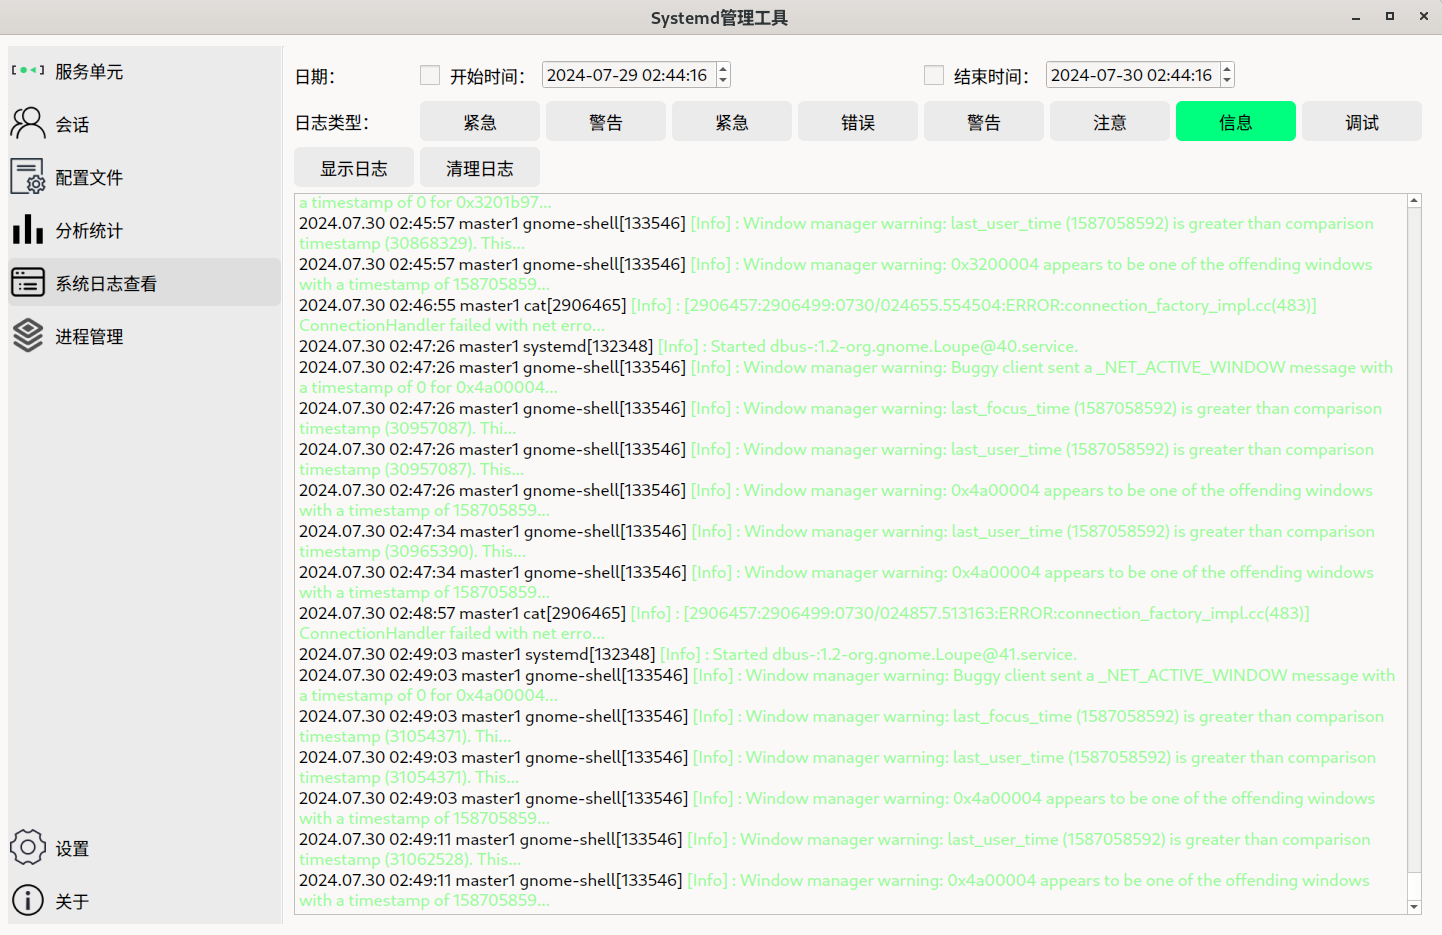 Systemd管理工具
服务单元
会话
配置文件
分析统计
系统日志查看
进程管理
设置
关于
日期: 开始时间: 2024-07-29 02:44:16 结束时间: 2024-07-30 02:44:16
日志类型: 紧急 警告 紧急 错误 警告 注意 信息 调试
显示日志 清理日志
a timestamp of 0 for 0x3201b97...
2024.07.30 02:45:57 master1 gnome-shell[133546] [Info] : Window manager warning: last_user_time (1587058592) is greater than comparison
timestamp (30868329). This...
2024.07.30 02:45:57 master1 gnome-shell[133546] [Info] : Window manager warning: 0x3200004 appears to be one of the offending windows
with a timestamp of 158705859...
2024.07.30 02:46:55 master1 cat[2906465] [Info] : [2906457:2906499:0730/024655.554504:ERROR:connection_factory_impl.cc(483)]
ConnectionHandler failed with net erro...
2024.07.30 02:47:26 master1 systemd[132348] [Info] : Started dbus-:1.2-org.gnome.Loupe@40.service.
2024.07.30 02:47:26 master1 gnome-shell[133546] [Info] : Window manager warning: Buggy client sent a _NET_ACTIVE_WINDOW message with
a timestamp of 0 for 0x4a00004...
2024.07.30 02:47:26 master1 gnome-shell[133546] [Info] : Window manager warning: last_focus_time (1587058592) is greater than comparison
timestamp (30957087). Thi...
2024.07.30 02:47:26 master1 gnome-shell[133546] [Info] : Window manager warning: last_user_time (1587058592) is greater than comparison
timestamp (30957087). This...
2024.07.30 02:47:26 master1 gnome-shell[133546] [Info] : Window manager warning: 0x4a00004 appears to be one of the offending windows
with a timestamp of 158705859...
2024.07.30 02:47:34 master1 gnome-shell[133546] [Info] : Window manager warning: last_user_time (1587058592) is greater than comparison
timestamp (30965390). This...
2024.07.30 02:47:34 master1 gnome-shell[133546] [Info] : Window manager warning: 0x4a00004 appears to be one of the offending windows
with a timestamp of 158705859...
2024.07.30 02:48:57 master1 cat[2906465] [Info] : [2906457:2906499:0730/024857.513163:ERROR:connection_factory_impl.cc(483)]
ConnectionHandler failed with net erro...
2024.07.30 02:49:03 master1 systemd[132348] [Info] : Started dbus-:1.2-org.gnome.Loupe@41.service.
2024.07.30 02:49:03 master1 gnome-shell[133546] [Info] : Window manager warning: Buggy client sent a _NET_ACTIVE_WINDOW message with
a timestamp of 0 for 0x4a00004...
2024.07.30 02:49:03 master1 gnome-shell[133546] [Info] : Window manager warning: last_focus_time (1587058592) is greater than comparison
timestamp (31054371). Thi...
2024.07.30 02:49:03 master1 gnome-shell[133546] [Info] : Window manager warning: last_user_time (1587058592) is greater than comparison
timestamp (31054371). This...
2024.07.30 02:49:03 master1 gnome-shell[133546] [Info] : Window manager warning: 0x4a00004 appears to be one of the offending windows
with a timestamp of 158705859...
2024.07.30 02:49:11 master1 gnome-shell[133546] [Info] : Window manager warning: last_user_time (1587058592) is greater than comparison
timestamp (31062528). This...
2024.07.30 02:49:11 master1 gnome-shell[133546] [Info] : Window manager warning: 0x4a00004 appears to be one of the offending windows
with a timestamp of 158705859...